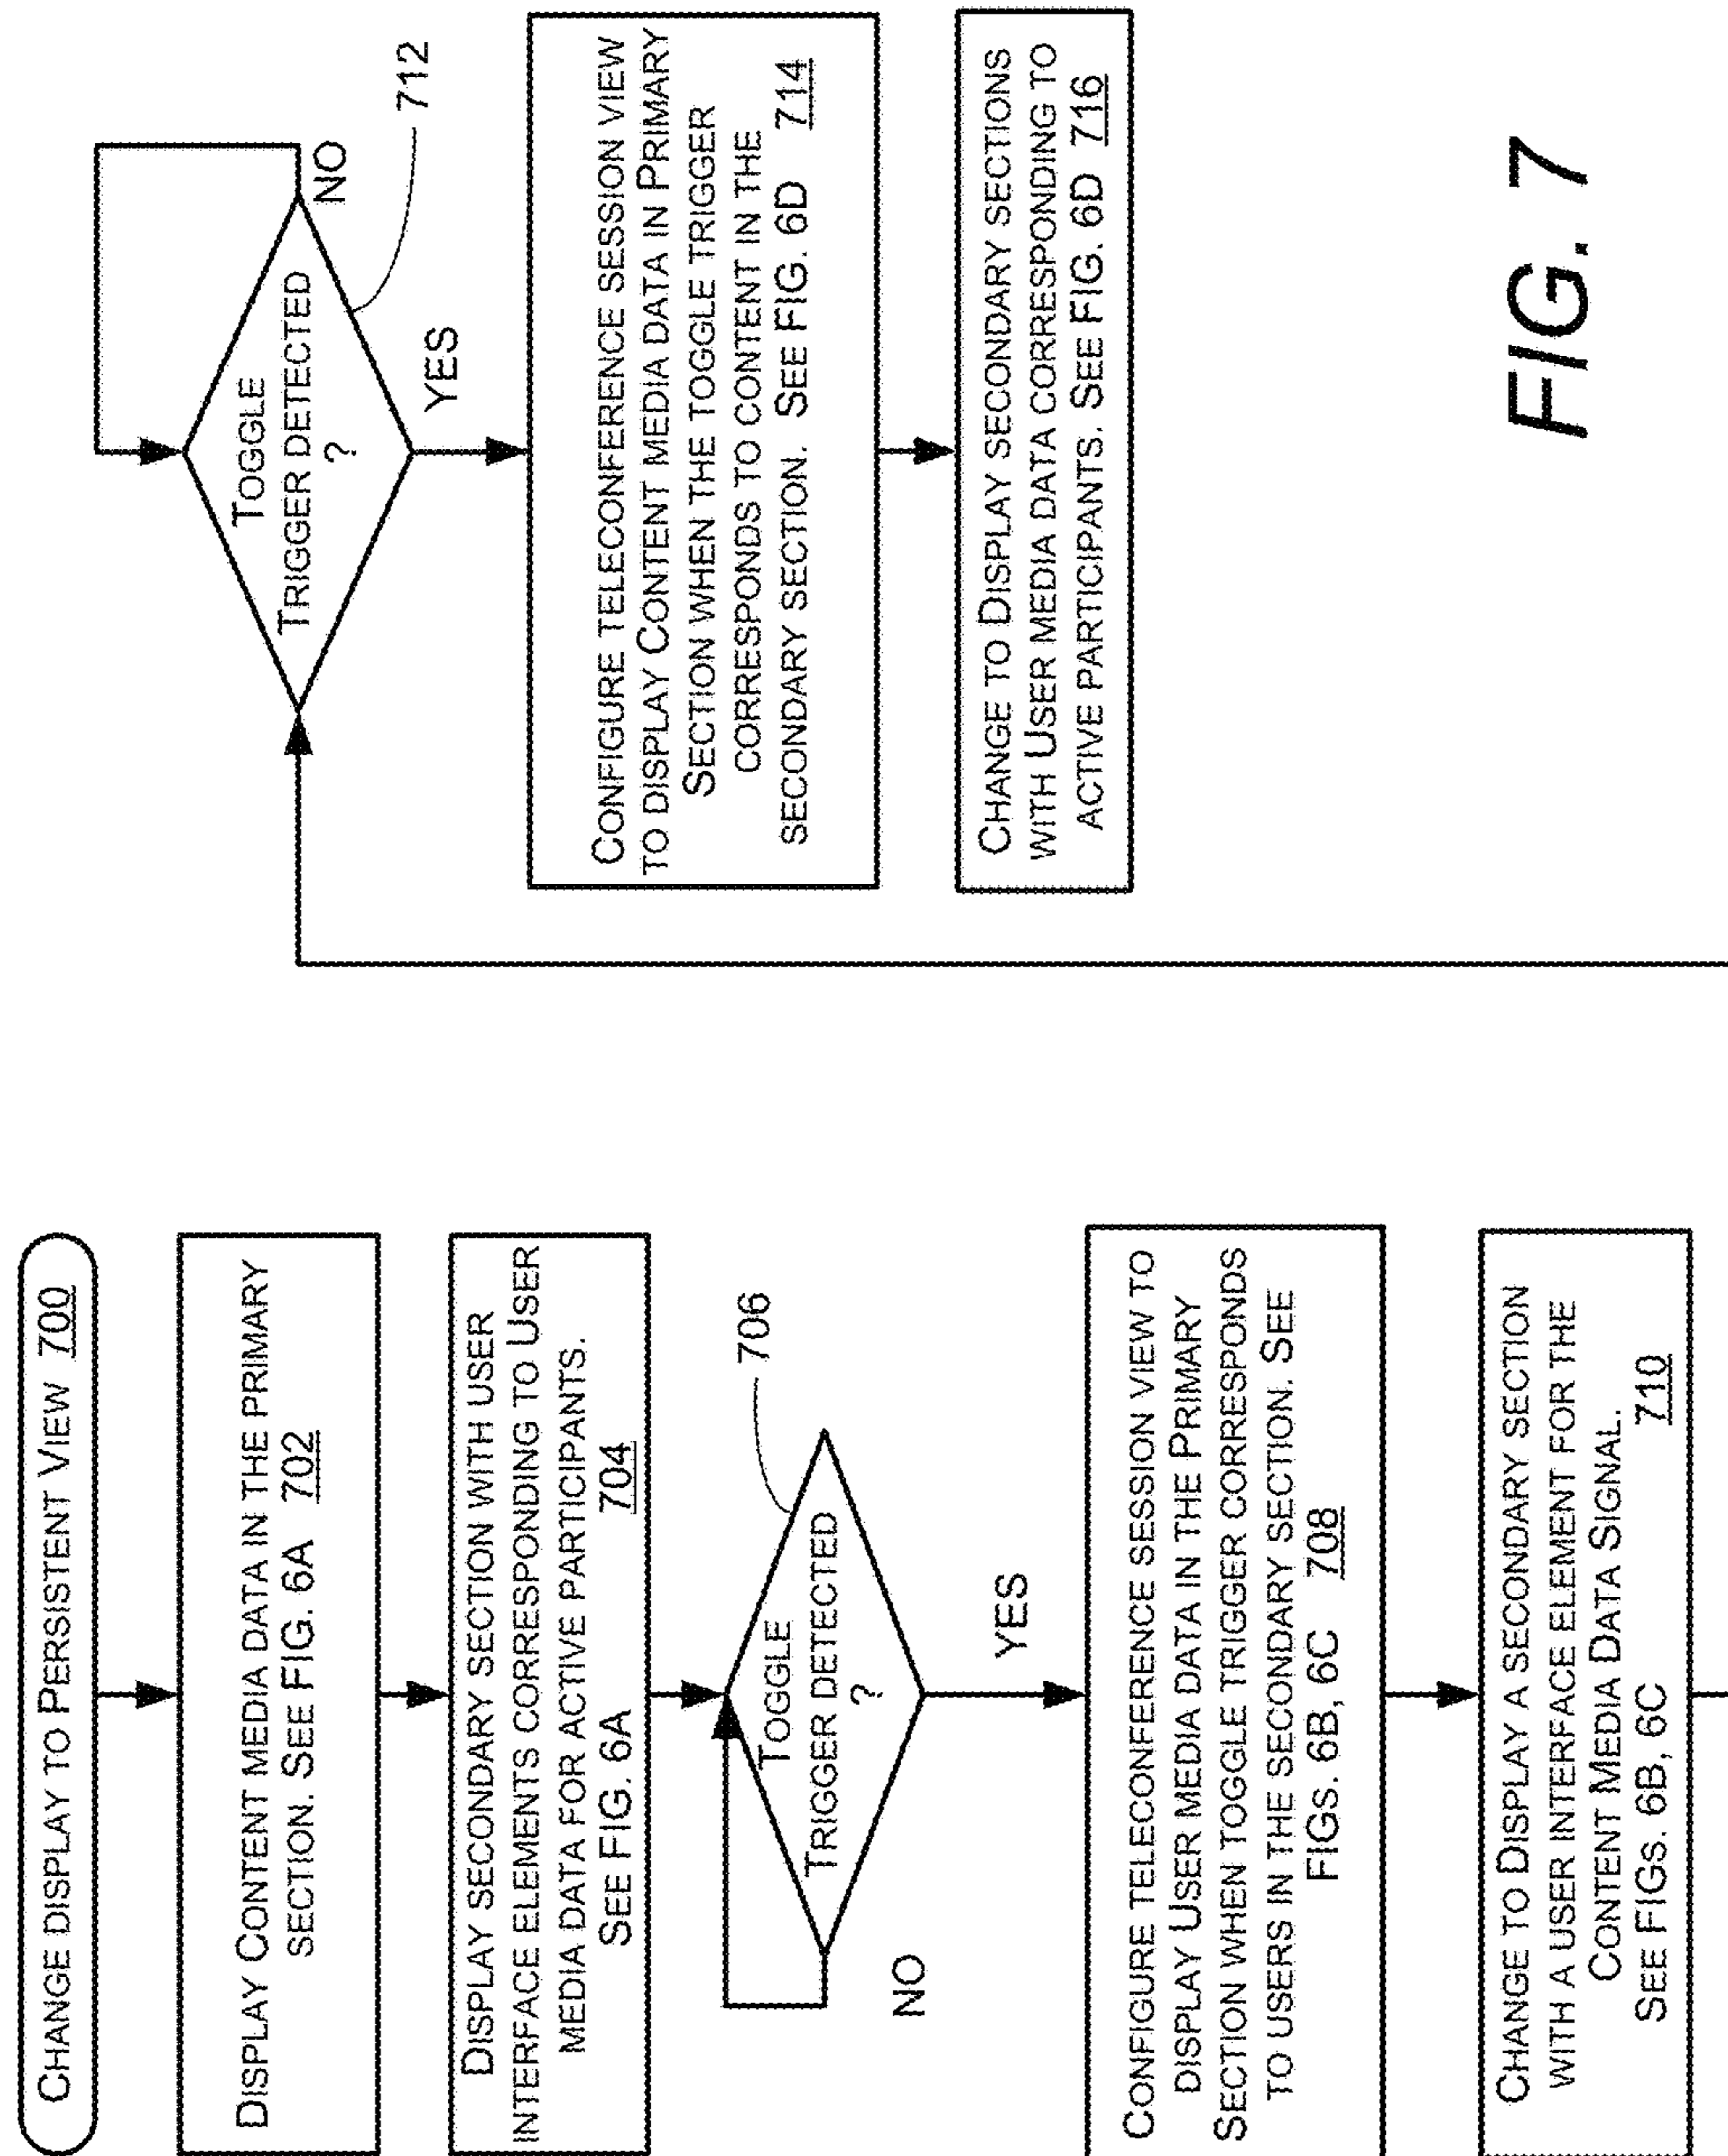 CHANGE DISPLAY TO PERSISTENT VIEW 700
DISPLAY CONTENT MEDIA DATA IN THE PRIMARY
SECTION. SEE FIG. 6A 702
DISPLAY SECONDARY SECTION WITH USER
INTERFACE ELEMENTS CORRESPONDING TO USER
MEDIA DATA FOR ACTIVE PARTICIPANTS.
SEE FIG. 6A 704
TOGGLE
TRIGGER DETECTED
?
706
NO
YES
CONFIGURE TELECONFERENCE SESSION VIEW TO
DISPLAY USER MEDIA DATA IN THE PRIMARY
SECTION WHEN TOGGLE TRIGGER CORRESPONDS
TO USERS IN THE SECONDARY SECTION. SEE
FIGS. 6B, 6C 708
CHANGE TO DISPLAY A SECONDARY SECTION
WITH A USER INTERFACE ELEMENT FOR THE
CONTENT MEDIA DATA SIGNAL.
SEE FIGS. 6B, 6C 710
TOGGLE
TRIGGER DETECTED
?
NO
712
YES
CONFIGURE TELECONFERENCE SESSION VIEW
TO DISPLAY CONTENT MEDIA DATA IN PRIMARY
SECTION WHEN THE TOGGLE TRIGGER
CORRESPONDS TO CONTENT IN THE
SECONDARY SECTION. SEE FIG. 6D 714
CHANGE TO DISPLAY SECONDARY SECTIONS
WITH USER MEDIA DATA CORRESPONDING TO
ACTIVE PARTICIPANTS. SEE FIG. 6D 716
FIG. 7